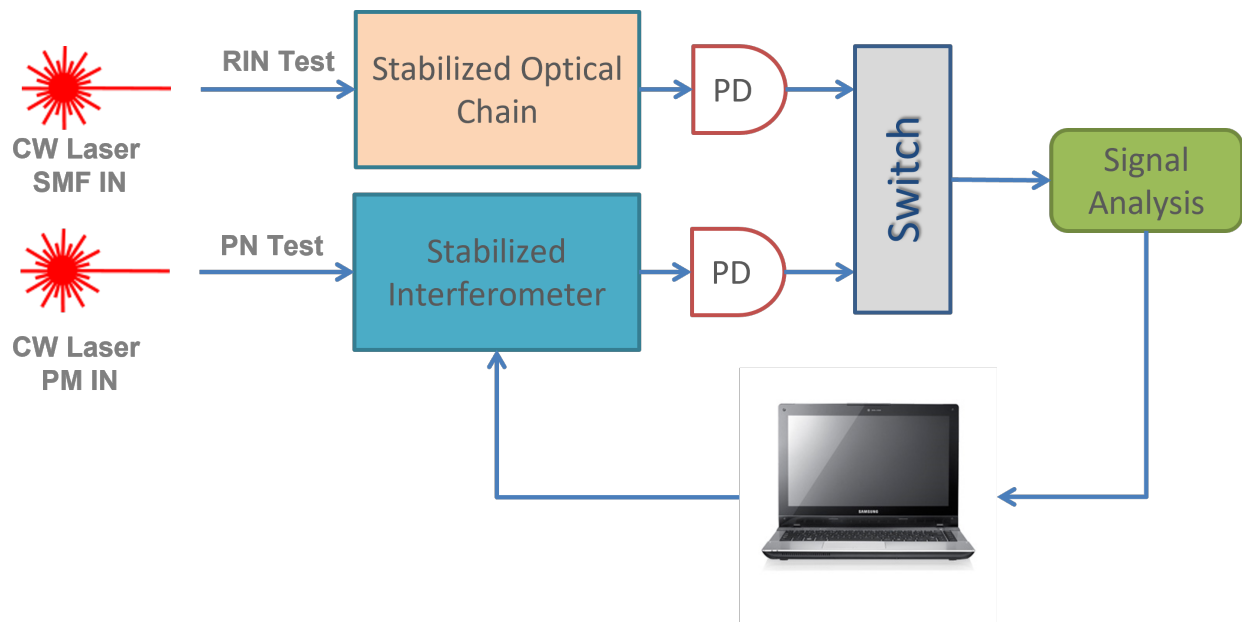 RIN Test
Stabilized Optical
Chain
PD
CW Laser
SMF IN
Switch
Signal
Analysis
PN Test
Stabilized
Interferometer
PD
CW Laser
PM IN
SAMSUNG